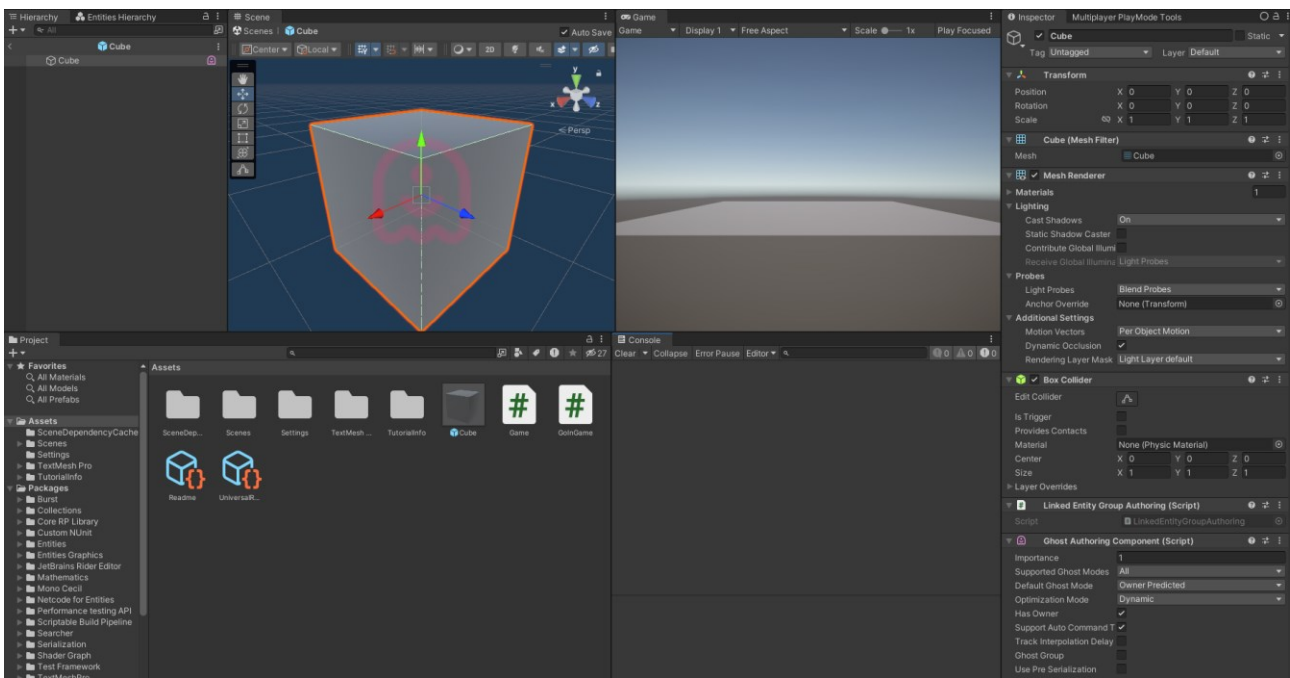 Hierarchy
Entities Hierarchy
All
Cube
Cube
Scene
Scenes
Cube
Auto Save
Center
Local
2D
y
x
z
Persp
Game
Game
Display 1
Free Aspect
Scale
1x
Play Focused
Inspector
Multiplayer PlayMode Tools
Cube
Static
Tag
Untagged
Layer
Default
Transform
Position
X 0
Y 0
Z 0
Rotation
X 0
Y 0
Z 0
Scale
X 1
Y 1
Z 1
Cube (Mesh Filter)
Mesh
Cube
Mesh Renderer
Materials
1
Lighting
Cast Shadows
On
Static Shadow Caster
Contribute Global Illumi
Receive Global Illumina
Light Probes
Probes
Light Probes
Blend Probes
Anchor Override
None (Transform)
Additional Settings
Motion Vectors
Per Object Motion
Dynamic Occlusion
Rendering Layer Mask
Light Layer default
Box Collider
Edit Collider
Is Trigger
Provides Contacts
Material
None (Physic Material)
Center
X 0
Y 0
Z 0
Size
X 1
Y 1
Z 1
Layer Overrides
Linked Entity Group Authoring (Script)
Script
LinkedEntityGroupAuthoring
Ghost Authoring Component (Script)
Importance
1
Supported Ghost Modes
All
Default Ghost Mode
Owner Predicted
Optimization Mode
Dynamic
Has Owner
Support Auto Command T
Track Interpolation Delay
Ghost Group
Use Pre Serialization
Project
27
Favorites
All Materials
All Models
All Prefabs
Assets
SceneDependencyCache
Scenes
Settings
TextMesh Pro
TutorialInfo
Packages
Burst
Collections
Core RP Library
Custom NUnit
Entities
Entities Graphics
JetBrains Rider Editor
Mathematics
Mono Cecil
Netcode for Entities
Performance testing API
Scriptable Build Pipeline
Searcher
Serialization
Shader Graph
Test Framework
TextMeshPro
Assets
SceneDep...
Scenes
Settings
TextMesh ...
TutorialInfo
Cube
Game
GoInGame
Readme
UniversalR...
Console
Clear
Collapse
Error Pause
Editor
0
0
0